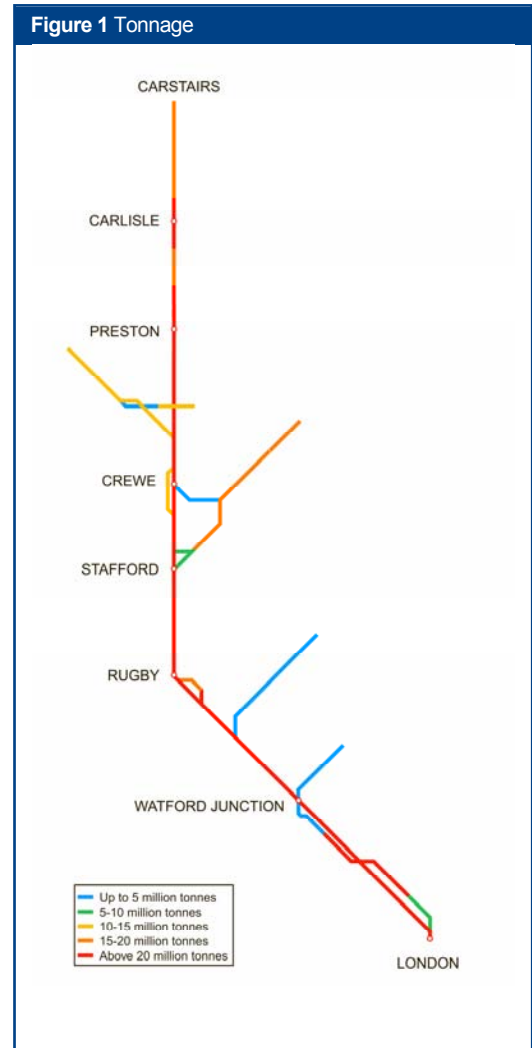 Figure 1 Tonnage
CARSTAIRS
CARLISLE
PRESTON
CREWE
STAFFORD
RUGBY
WATFORD JUNCTION
Up to 5 million tonnes
5-10 million tonnes
10-15 million tonnes
15-20 million tonnes
Above 20 million tonnes
LONDON